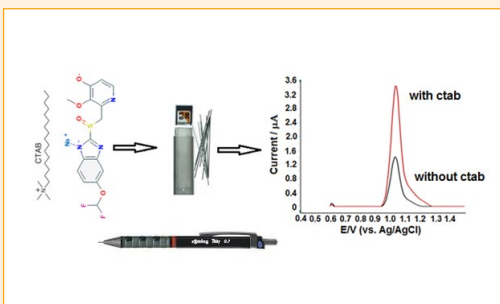 CTAB
O
O
N
O
S
Na
+
N
N
O
F
F
N
+
3.6
3.2
2.8
2.4
2.0
1.6
1.2
0.8
0.4
0
Current / µA
with ctab
without ctab
0.4 0.5 0.6 0.7 0.8 0.9 1.0 1.1 1.2 1.3 1.4
E/V (vs. Ag/AgCl)
Tikky 0.7